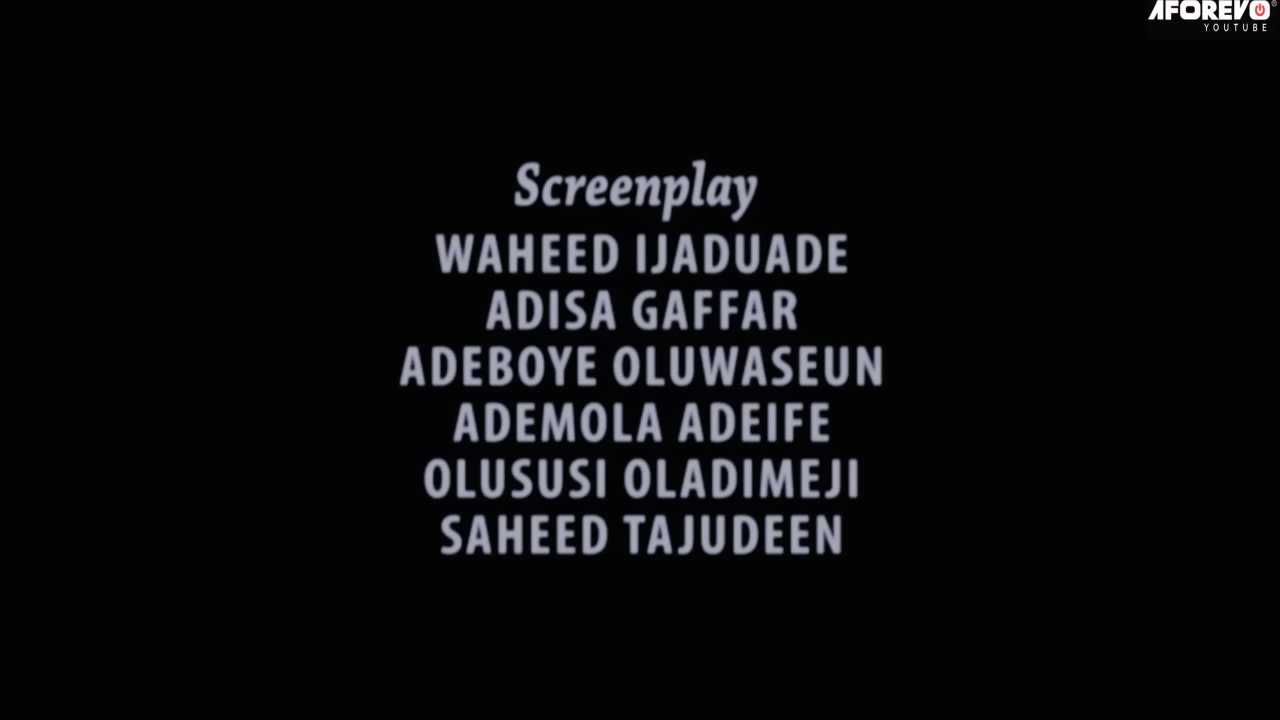 AFOREVO
YOUTUBE
Screenplay
WAHEED IJADUADE
ADISA GAFFAR
ADEBOYE OLUWASEUN
ADEMOLA ADEIFE
OLUSUSI OLADIMEJI
SAHEED TAJUDEEN